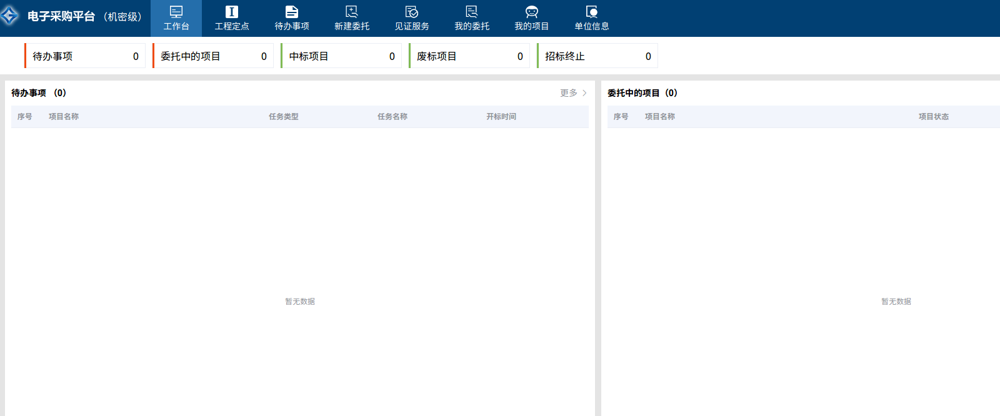 电子采购平台 （机密级）
工作台 工程定点 待办事项 新建委托 见证服务 我的委托 我的项目 单位信息
待办事项 0 委托中的项目 0 中标项目 0 废标项目 0 招标终止 0
待办事项 （0） 更多 >
序号 项目名称 任务类型 任务名称 开标时间
暂无数据
委托中的项目（0）
序号 项目名称 项目状态
暂无数据